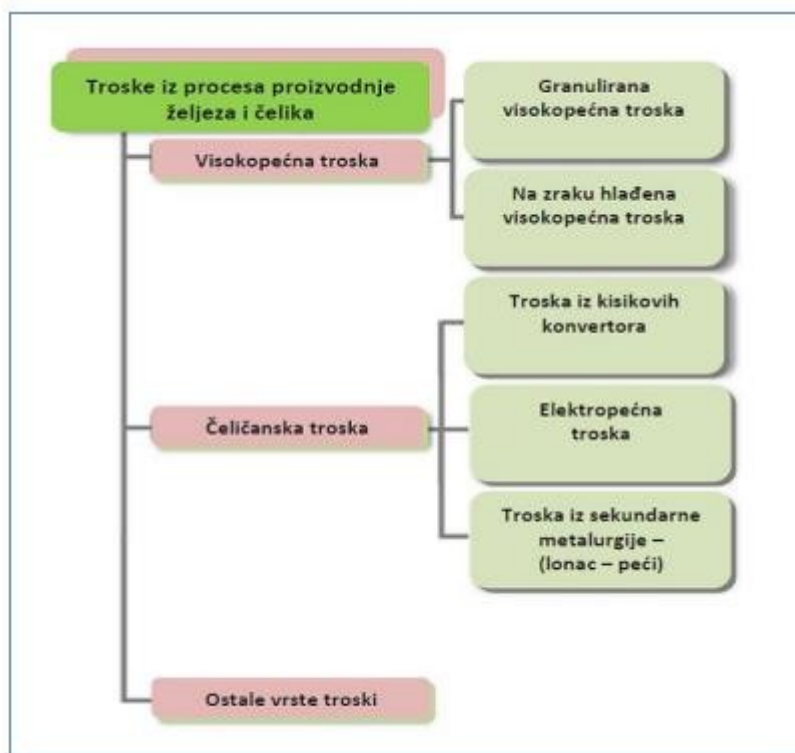 Troske iz procesa proizvodnje
željeza i čelika
Visokopećna troska
Granulirana
visokopećna troska
Na zraku hlađena
visokopećna troska
Čeličanska troska
Troska iz kisikovih
konvertora
Elektropećna
troska
Troska iz sekundarne
metalurgije –
(lonac – peći)
Ostale vrste troski